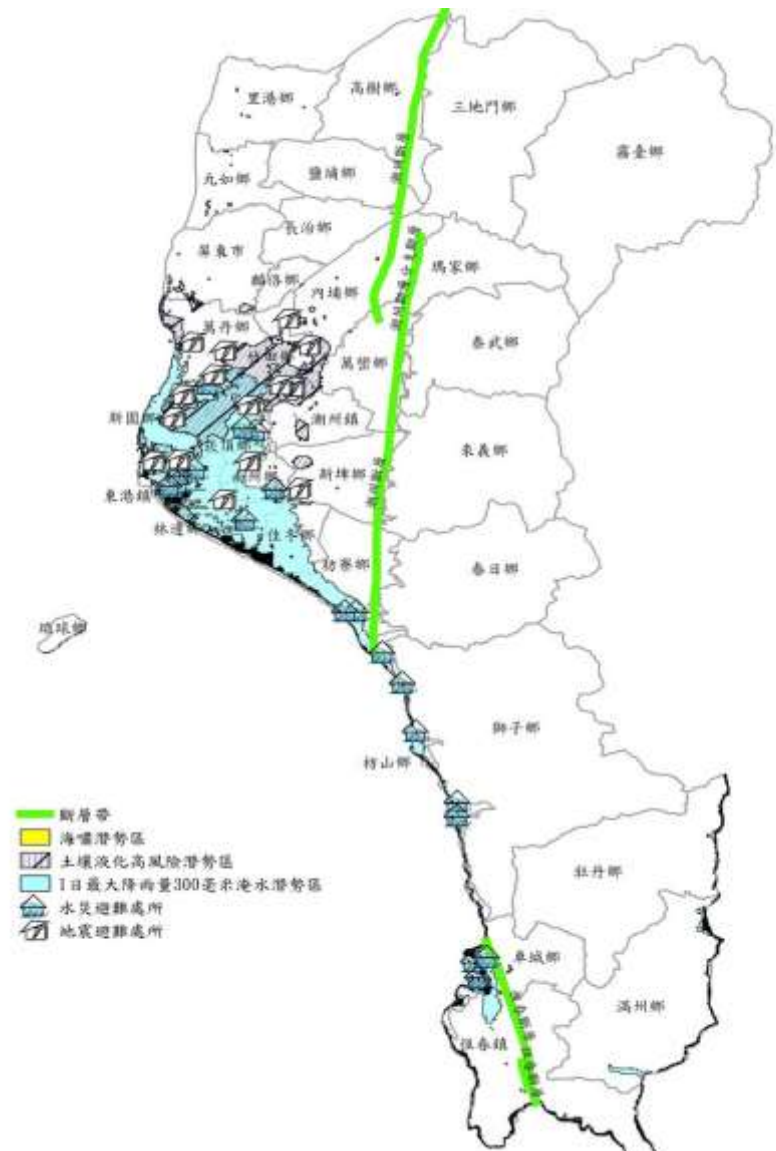 里港鄉
高樹鄉
三地門鄉
霧臺鄉
九如鄉
鹽埔鄉
長治鄉
屏東市
麟洛鄉
內埔鄉
瑪家鄉
萬丹鄉
萬巒鄉
泰武鄉
新園鄉
潮州鎮
來義鄉
新埤鄉
東港鎮
佳冬鄉
枋寮鄉
春日鄉
琉球鄉
獅子鄉
枋山鄉
牡丹鄉
車城鄉
滿州鄉
恆春鎮
斷層帶
海嘯潛勢區
土壤液化高風險潛勢區
1日最大降雨量300毫米淹水潛勢區
水災避難處所
地震避難處所